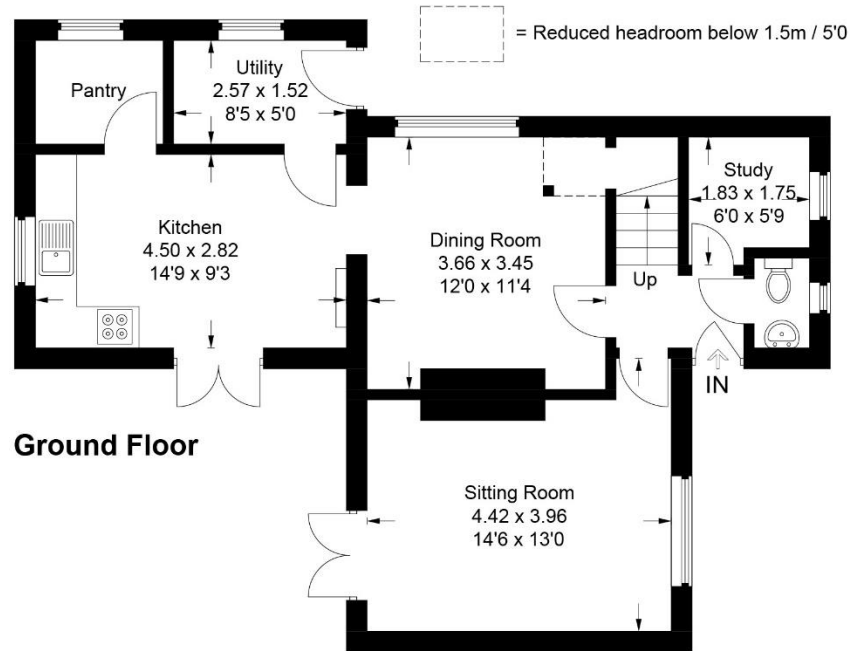 = Reduced headroom below 1.5m / 5'0
Pantry
Utility
2.57 x 1.52
8'5 x 5'0
Kitchen
4.50 x 2.82
14'9 x 9'3
Dining Room
3.66 x 3.45
12'0 x 11'4
Up
Study
1.83 x 1.75
6'0 x 5'9
IN
Ground Floor
Sitting Room
4.42 x 3.96
14'6 x 13'0